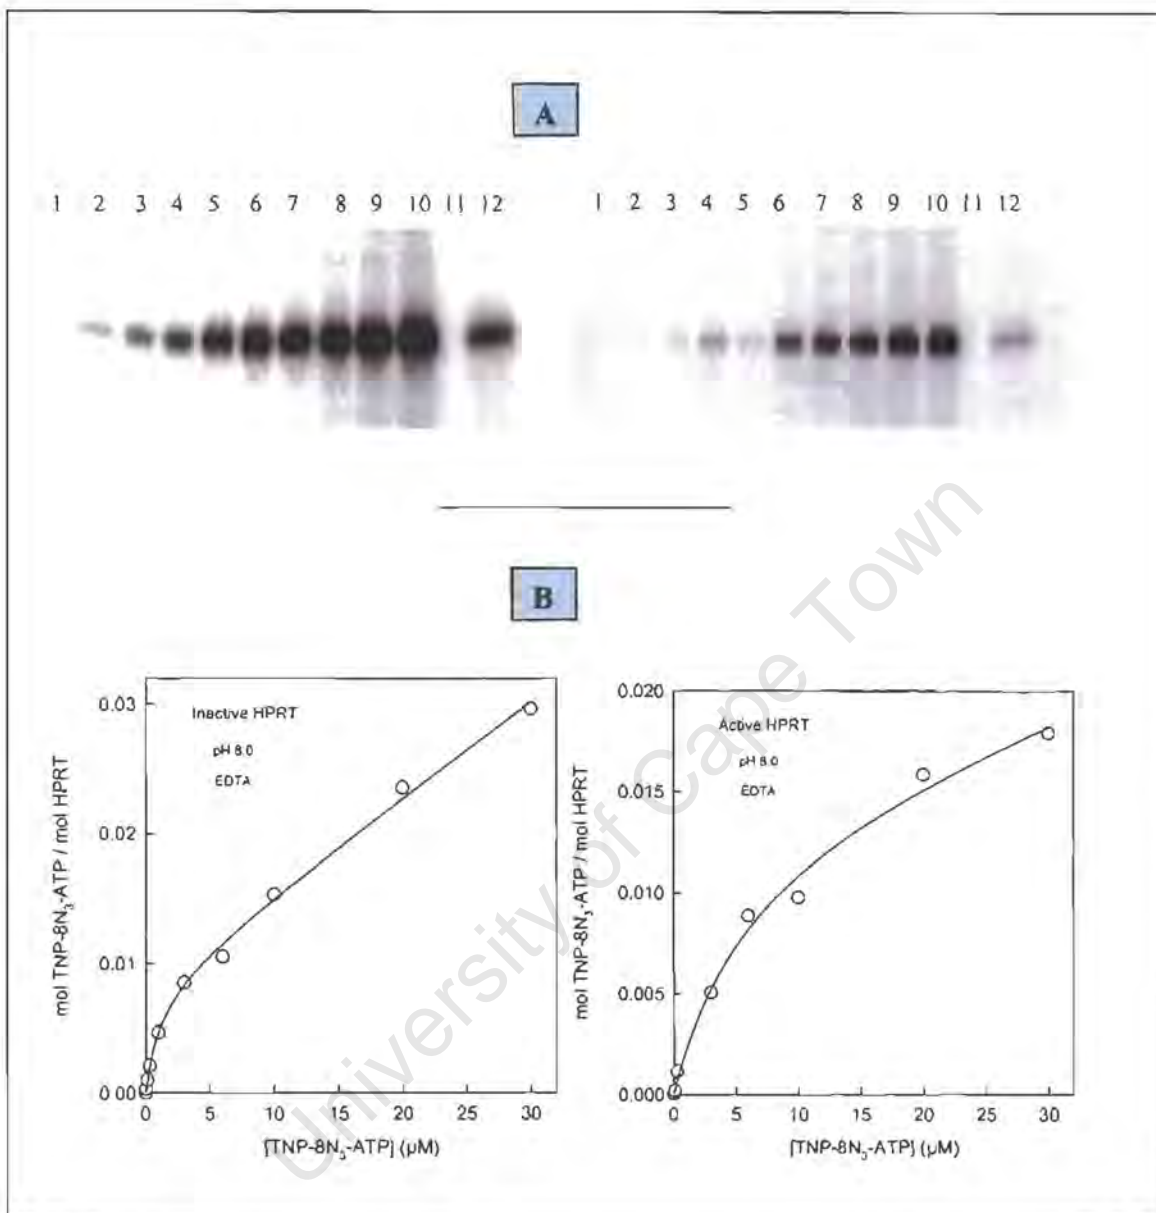 A
1 2 3 4 5 6 7 8 9 10 11 12
1 2 3 4 5 6 7 8 9 10 11 12
B
mol TNP-8N₃-ATP / mol HPRT
0.03
0.02
0.01
0.00
Inactive HPRT
pH 8.0
EDTA
0 5 10 15 20 25 30
[TNP-8N₃-ATP] (µM)
mol TNP-8N₃-ATP / mol HPRT
0.020
0.015
0.010
0.005
0.000
Active HPRT
pH 8.0
EDTA
0 5 10 15 20 25 30
[TNP-8N₃-ATP] (µM)
University of Cape Town